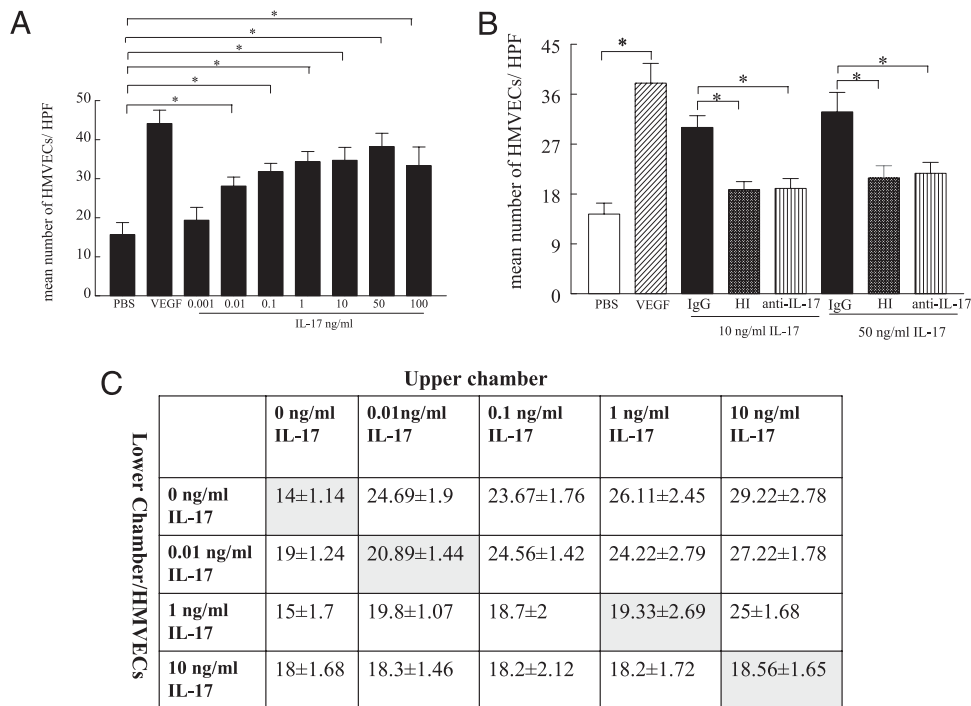 A
*
*
*
*
*
*
mean number of HMVECs/ HPF
50
40
30
20
10
0
PBS VEGF 0.001 0.01 0.1 1 10 50 100
IL-17 ng/ml
B
*
*
*
*
*
mean number of HMVECs/ HPF
45
36
27
18
9
0
PBS VEGF IgG HI anti-IL-17 IgG HI anti-IL-17
10 ng/ml IL-17 50 ng/ml IL-17
C
Upper chamber
Lower Chamber/HMVECs
0 ng/ml 0.01ng/ml 0.1 ng/ml 1 ng/ml 10 ng/ml
IL-17 IL-17 IL-17 IL-17 IL-17
0 ng/ml 14±1.14 24.69±1.9 23.67±1.76 26.11±2.45 29.22±2.78
IL-17
0.01 ng/ml 19±1.24 20.89±1.44 24.56±1.42 24.22±2.79 27.22±1.78
IL-17
1 ng/ml 15±1.7 19.8±1.07 18.7±2 19.33±2.69 25±1.68
IL-17
10 ng/ml 18±1.68 18.3±1.46 18.2±2.12 18.2±1.72 18.56±1.65
IL-17